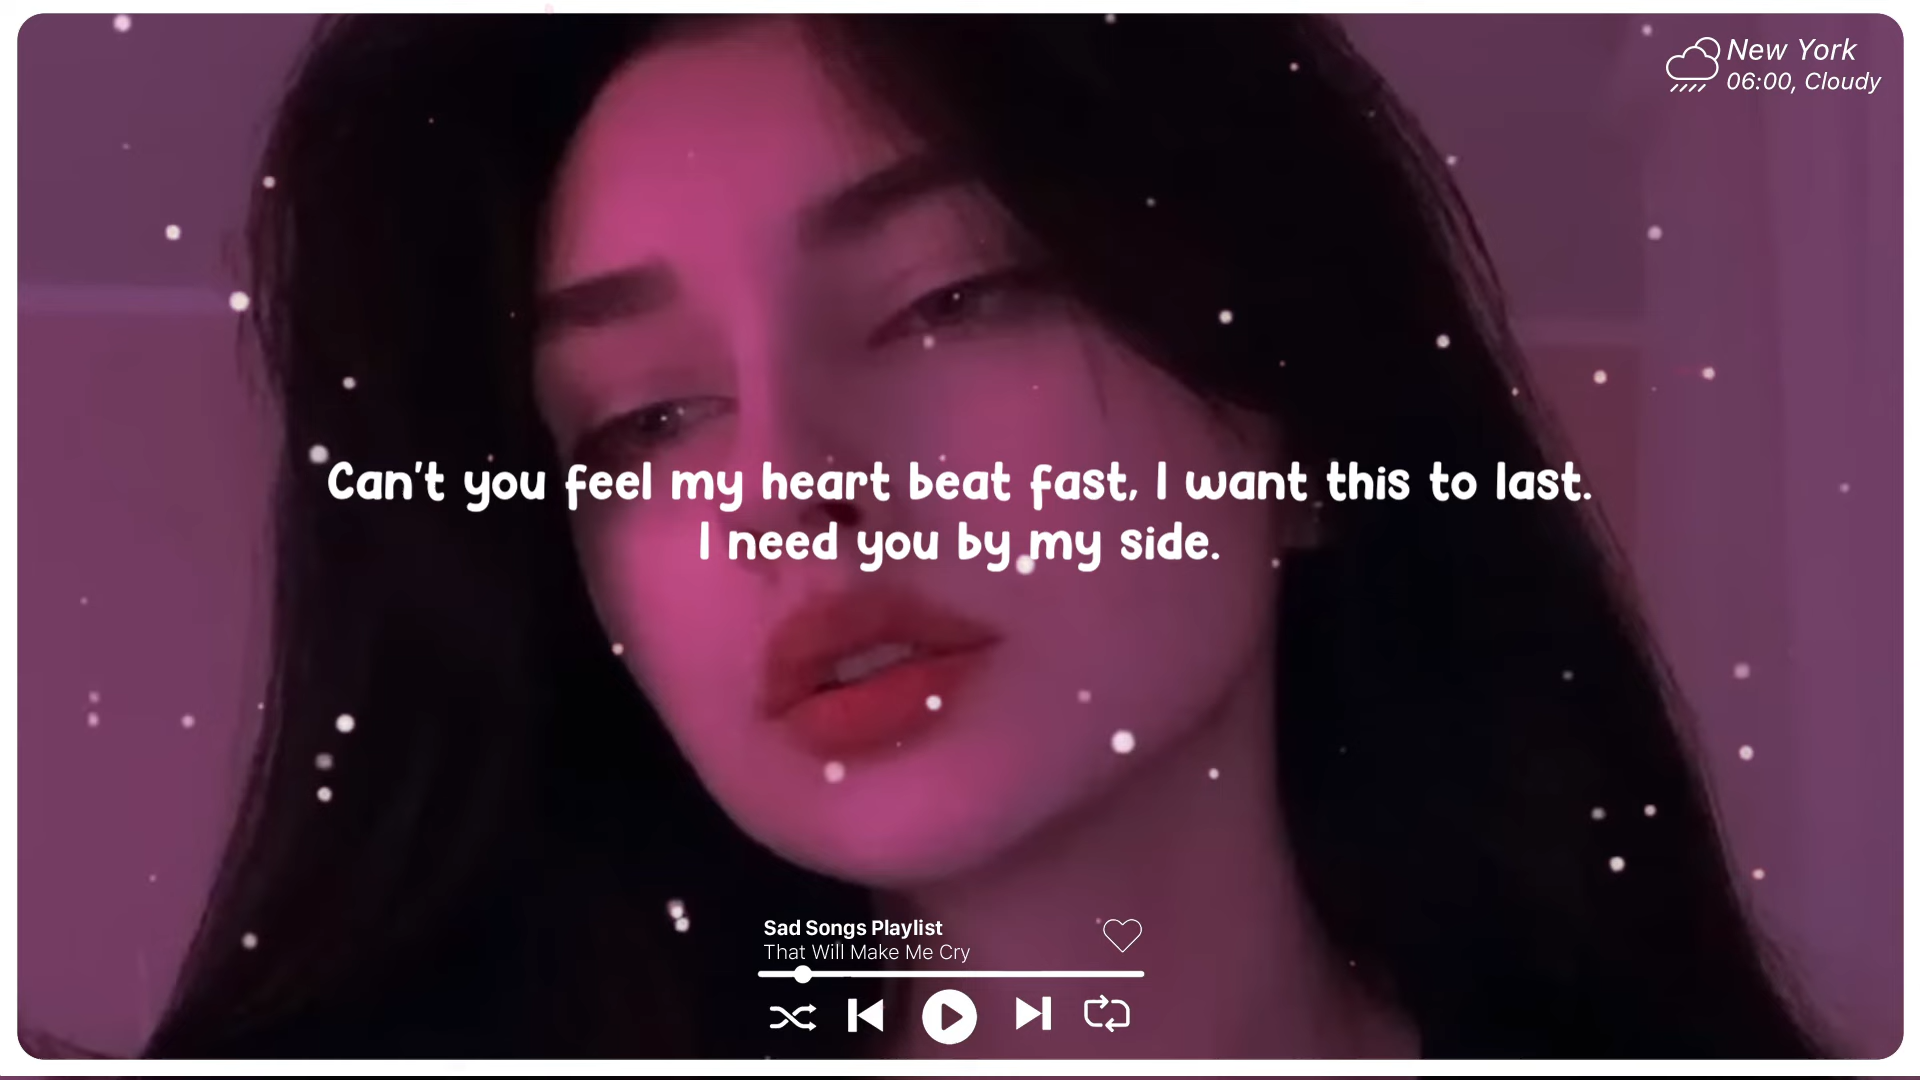 New York
06:00, Cloudy
Can't you feel my heart beat fast, I want this to last.
I need you by my side.
Sad Songs Playlist
That Will Make Me Cry